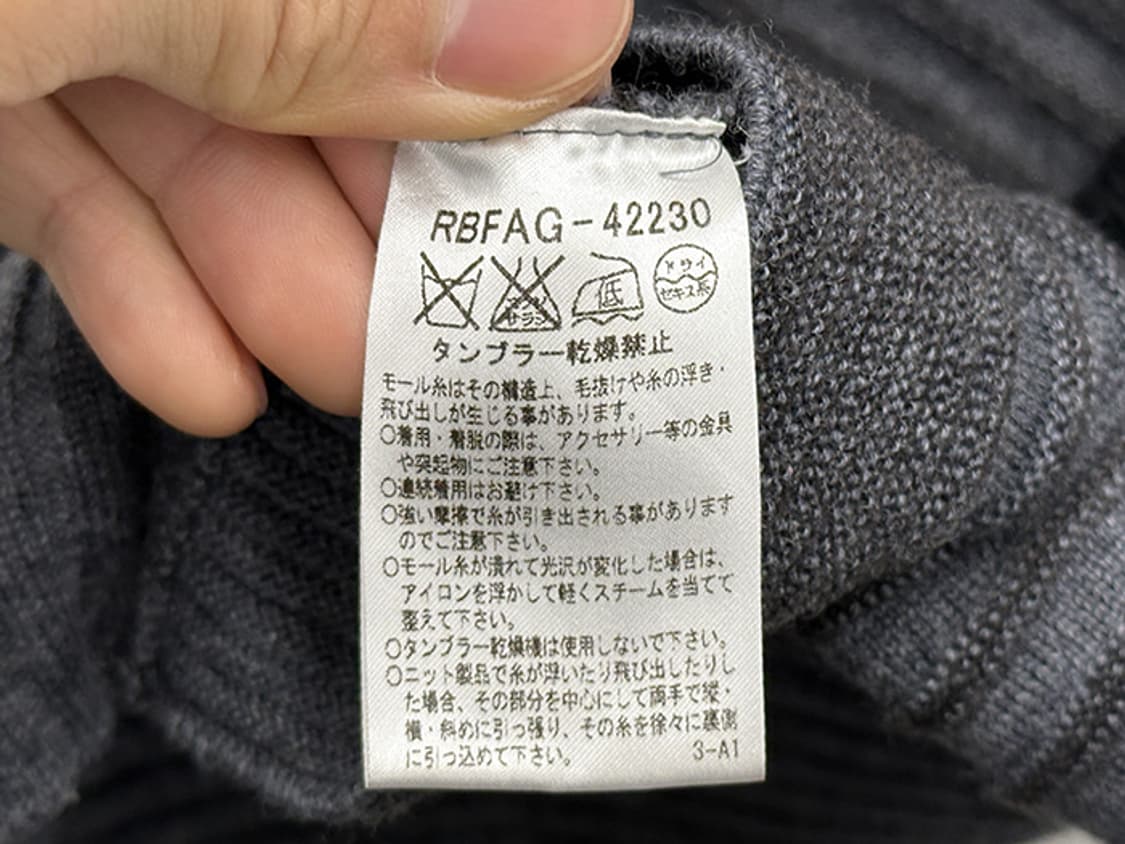 RBFAG-42230
エンソ
サラシ
低
ドライ
セキユ系
タンブラー乾燥禁止
モール糸はその構造上、毛抜けや糸の浮き・
飛び出しが生じる事があります。
○着用・着脱の際は、アクセサリー等の金具
や突起物にご注意下さい。
○連続着用はお避け下さい。
○強い摩擦で糸が引き出される事があります
のでご注意下さい。
○モール糸が潰れて光沢が変化した場合は、
アイロンを浮かして軽くスチームを当てて
整えて下さい。
○タンブラー乾燥機は使用しないで下さい。
○ニット製品で糸が浮いたり飛び出したりし
た場合、その部分を中心にして両手で縦・
横・斜めに引っ張り、その糸を徐々に裏側
に引っ込めて下さい。
3-A1